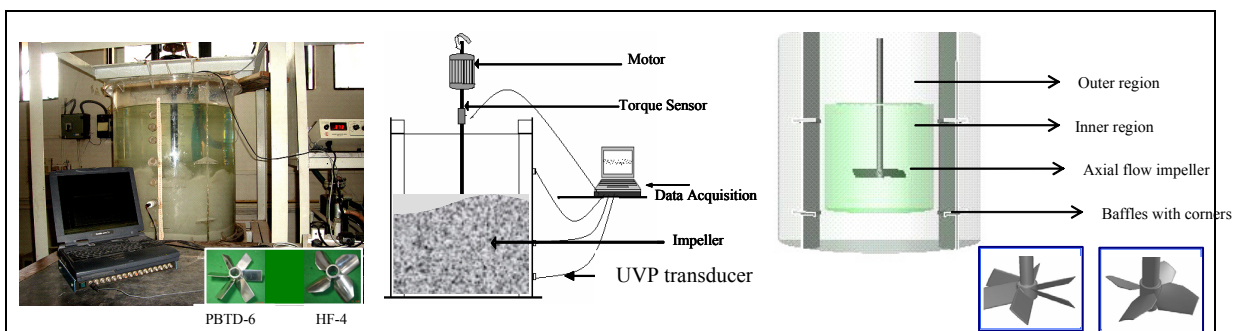 Motor
Torque Sensor
Data Acquisition
Impeller
UVP transducer
PBTD-6
HF-4
Outer region
Inner region
Axial flow impeller
Baffles with corners